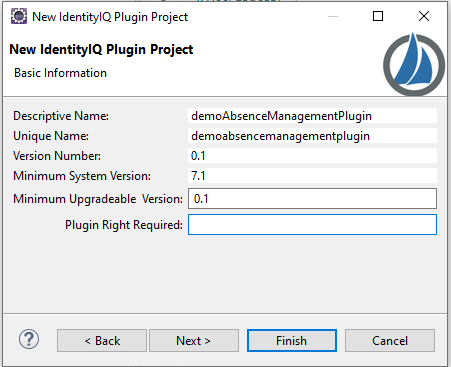 New IdentityIQ Plugin Project
New IdentityIQ Plugin Project
Basic Information
Descriptive Name: demoAbsenceManagementPlugin
Unique Name: demoabsencemanagementplugin
Version Number: 0.1
Minimum System Version: 7.1
Minimum Upgradeable Version: 0.1
Plugin Right Required:
? < Back Next > Finish Cancel